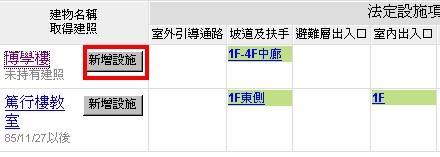 建物名稱
取得建照
法定設施項
室外引導通路 坡道及扶手 避難層出入口 室內出入口
博學樓
未持有建照
新增設施
1F-4F中廊
篤行樓教
室
85/11/27以後
新增設施
1F東側
1F